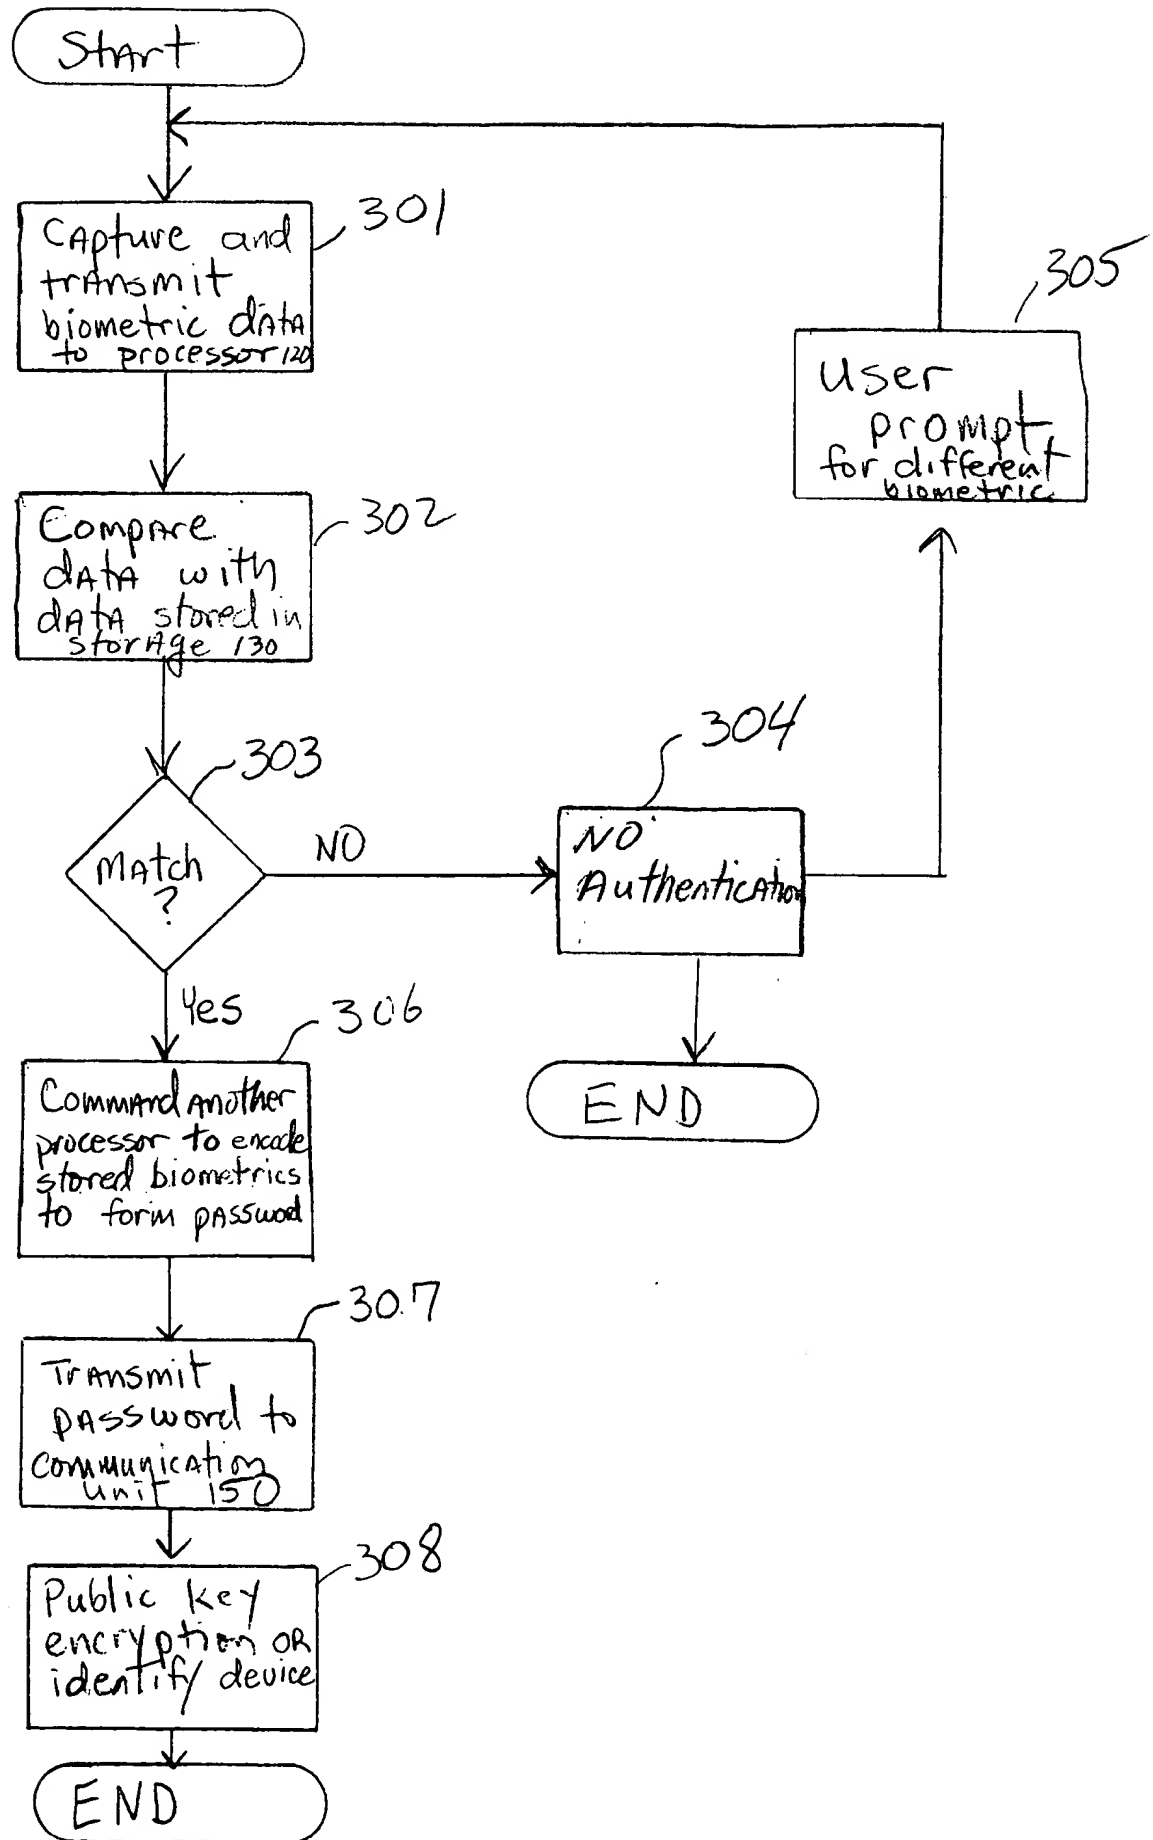 Start
301
Capture and
transmit
biometric data
to processor 120
305
User
prompt
for different
biometric
302
Compare
data with
data stored in
storage 130
303
Match
?
NO
304
NO
Authentication
Yes
END
306
Command another
processor to encode
stored biometrics
to form password
307
Transmit
password to
communication
unit 150
308
Public key
encryption OR
identify device
END